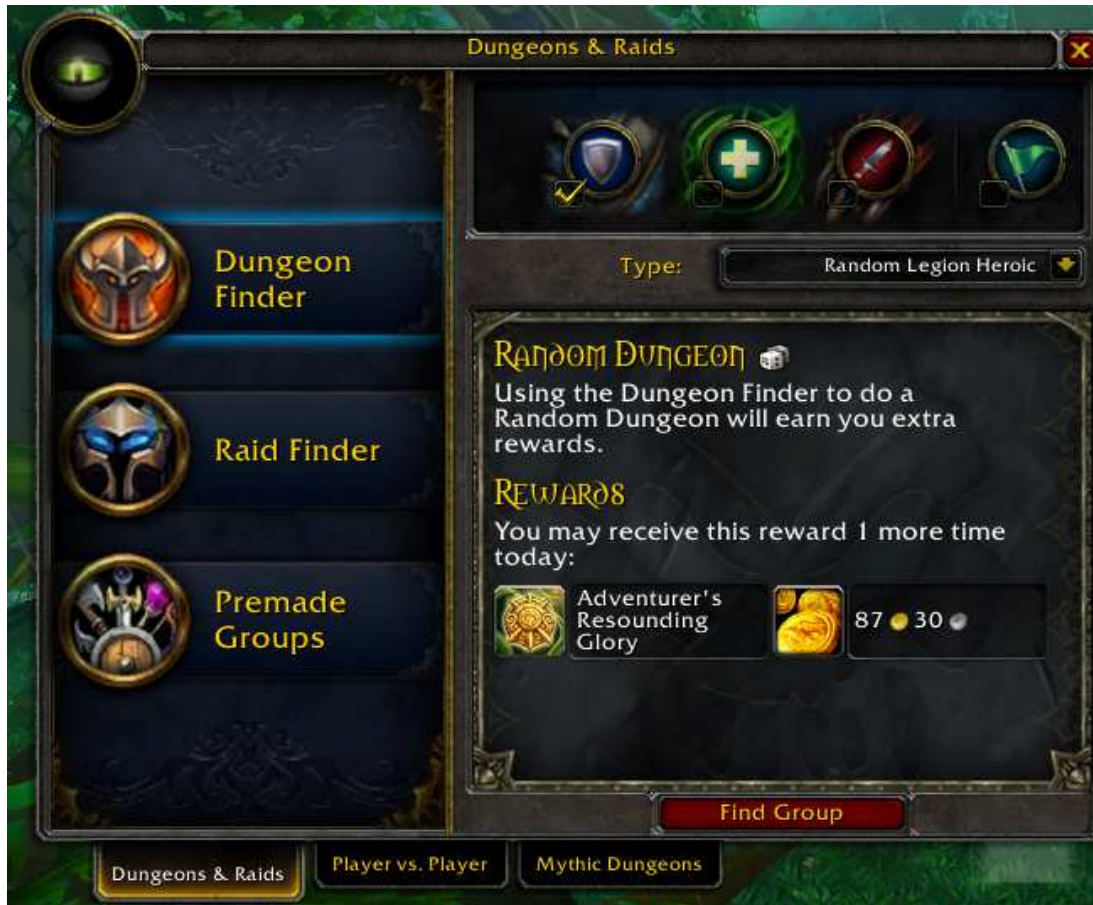 Dungeons & Raids
Dungeon
Finder
Raid Finder
Premade
Groups
Type:
Random Legion Heroic
Random Dungeon
Using the Dungeon Finder to do a
Random Dungeon will earn you extra
rewards.
Rewards
You may receive this reward 1 more time
today:
Adventurer's
Resounding
Glory
87 30
Find Group
Dungeons & Raids
Player vs. Player
Mythic Dungeons